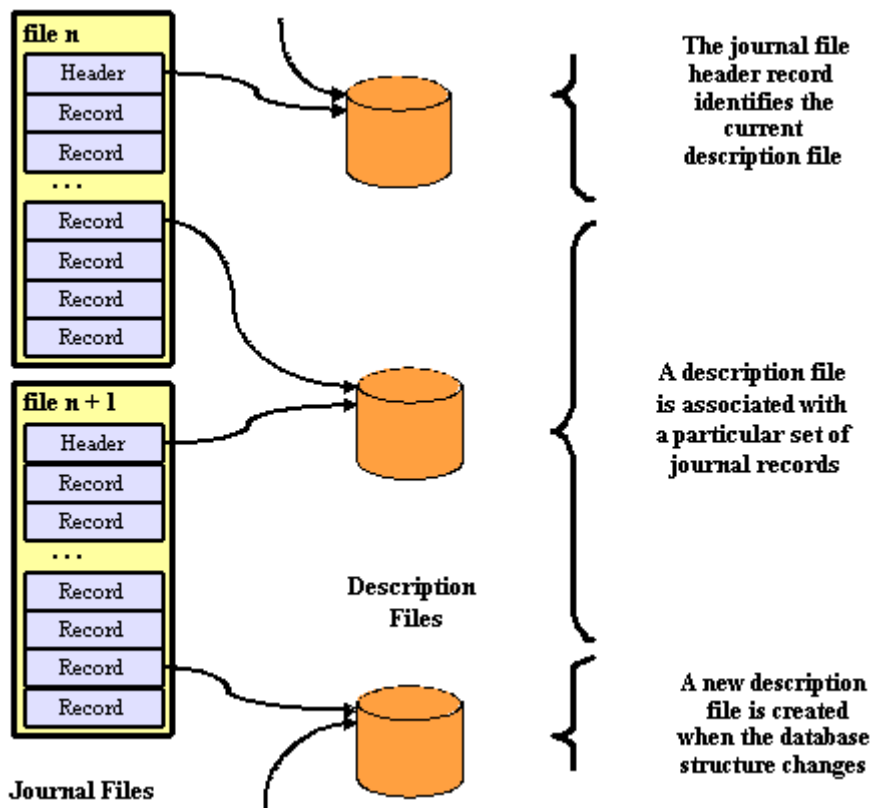 file n
Header
Record
Record
...
Record
Record
Record
Record
file n + 1
Header
Record
Record
...
Record
Record
Record
Record
Journal Files
Description
Files
The journal file
header record
identifies the
current
description file
A description file
is associated with
a particular set of
journal records
A new description
file is created
when the database
structure changes